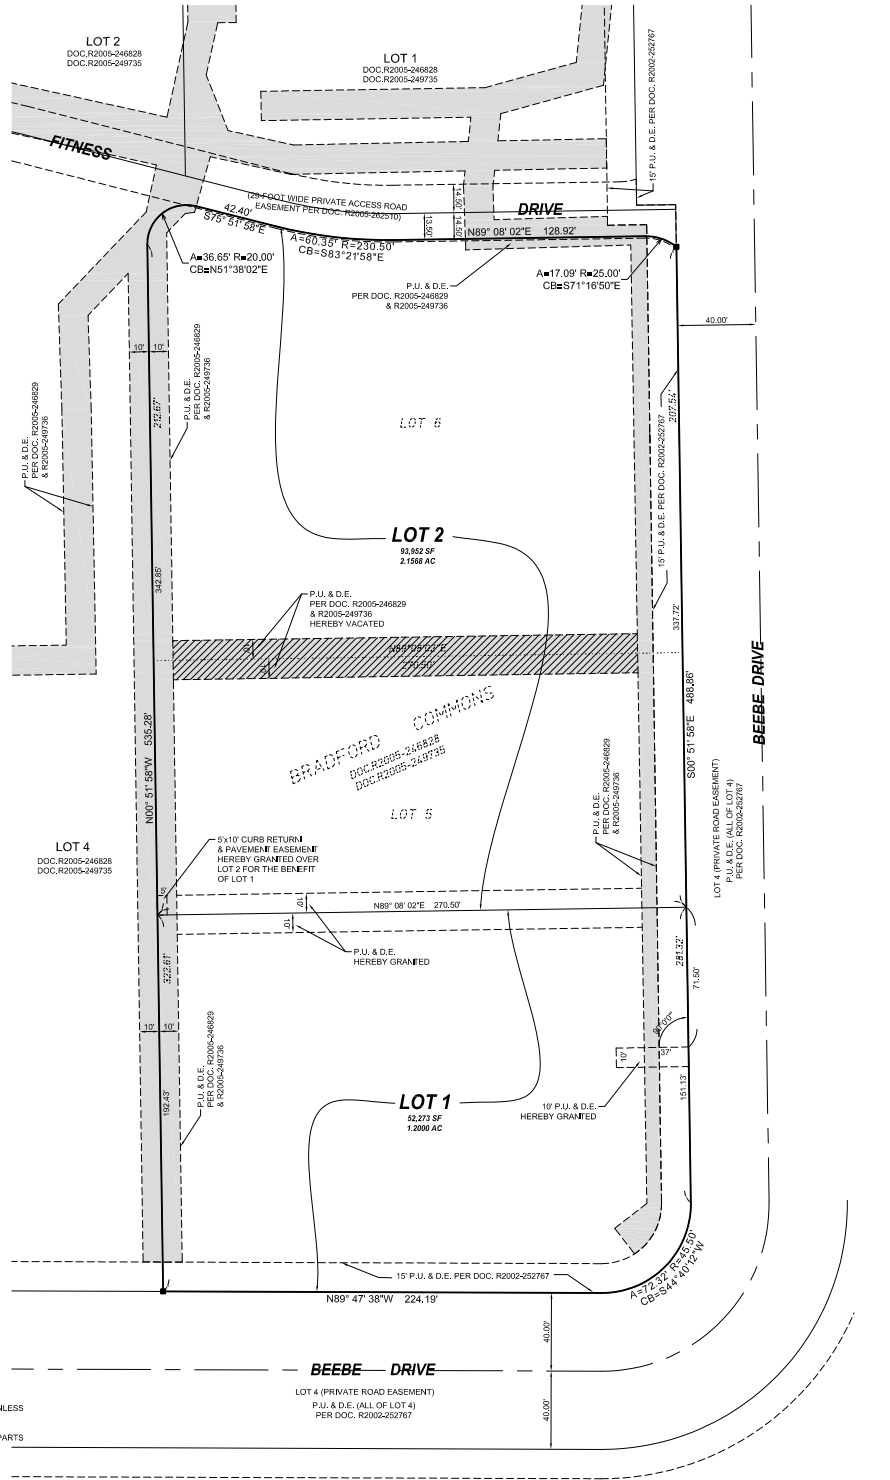 LOT 2
DOC.R2005-246828
DOC.R2005-249735
LOT 1
DOC.R2005-246828
DOC.R2005-249735
15' P.U. & D.E. PER DOC. R2002-252767
FITNESS
(29-FOOT WIDE PRIVATE ACCESS ROAD
EASEMENT PER DOC. R2005-262510)
DRIVE
14.50'
13.50'
14.50'
42.40'
S75° 51' 58"E
A=60.35' R=230.50'
CB=S83°21'58"E
N89° 08' 02"E 128.92'
A=36.65' R=20.00'
CB=N51°38'02"E
A=17.09' R=25.00'
CB=S71°16'50"E
P.U. & D.E.
PER DOC. R2005-246829
& R2005-249736
40.00'
10'
10'
P.U. & D.E.
PER DOC. R2005-246829
& R2005-249736
212.67'
207.54'
P.U. & D.E.
PER DOC. R2005-246829
& R2005-249736
LOT 6
15' P.U. & D.E. PER DOC. R2002-252767
LOT 2
93,952 SF
2.1568 AC
342.85'
337.72'
P.U. & D.E.
PER DOC. R2005-246829
& R2005-249736
HEREBY VACATED
10'
10'
N89°08'02"E
270.50'
BEEBE DRIVE
N00° 51' 58"W 535.28'
S00° 51' 58"E 488.86'
BRADFORD COMMONS
DOC.R2005-246828
DOC.R2005-249735
LOT 5
P.U. & D.E.
PER DOC. R2005-246829
& R2005-249736
LOT 4 (PRIVATE ROAD EASEMENT)
P.U. & D.E. (ALL OF LOT 4)
PER DOC. R2002-252767
LOT 4
DOC.R2005-246828
DOC.R2005-249735
5'x10' CURB RETURN
& PAVEMENT EASEMENT
HEREBY GRANTED OVER
LOT 2 FOR THE BENEFIT
OF LOT 1
5'
10'
N89° 08' 02"E 270.50'
10'
P.U. & D.E.
HEREBY GRANTED
322.61'
281.32'
71.50'
10'
10'
90°0'0"
37'
10'
P.U. & D.E.
PER DOC. R2005-246829
& R2005-249736
192.43'
151.13'
LOT 1
52,273 SF
1.2000 AC
10' P.U. & D.E.
HEREBY GRANTED
15' P.U. & D.E. PER DOC. R2002-252767
A=72.32' R=45.50'
CB=S44°40'12"W
N89° 47' 38"W 224.19'
40.00'
BEEBE DRIVE
LOT 4 (PRIVATE ROAD EASEMENT)
P.U. & D.E. (ALL OF LOT 4)
PER DOC. R2002-252767
40.00'
NLESS
PARTS